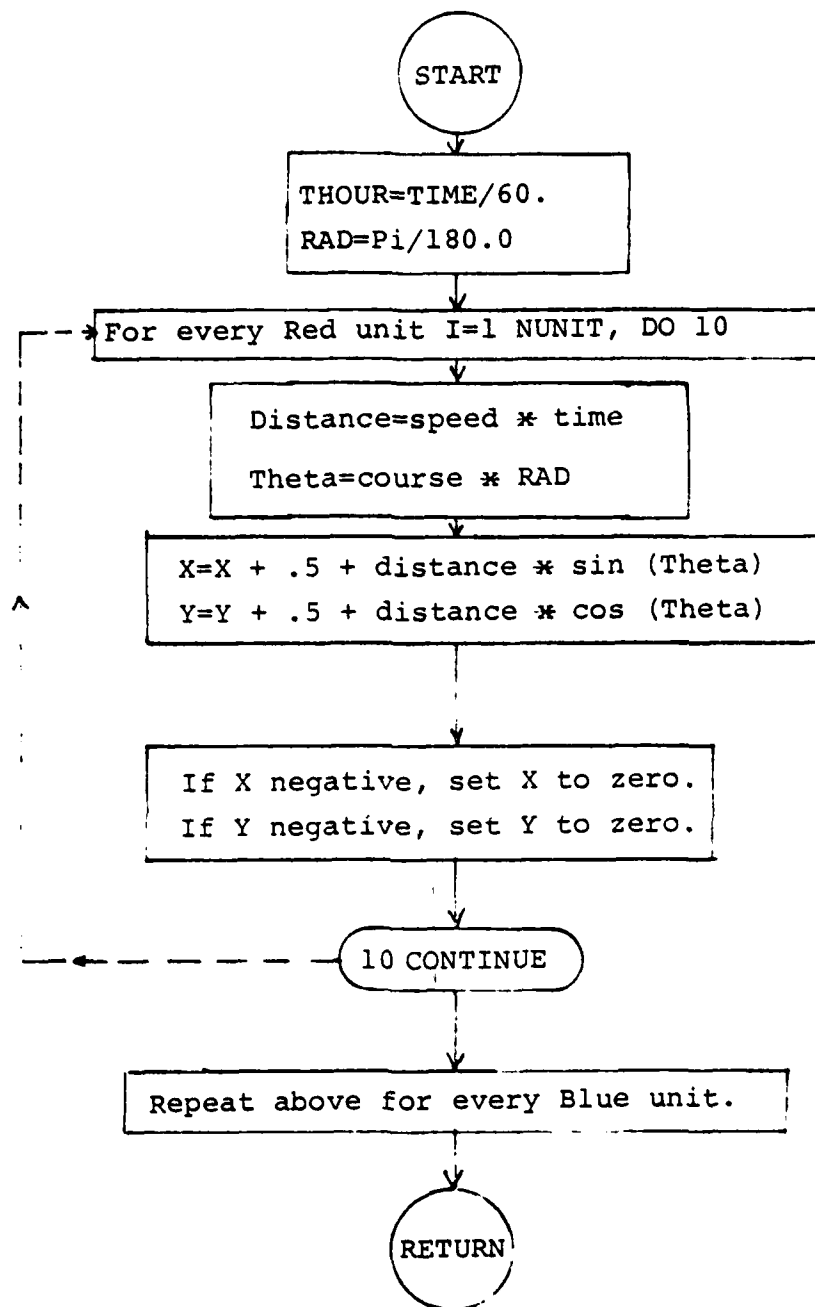 START
THOUR=TIME/60.
RAD=Pi/180.0
For every Red unit I=1 NUNIT, DO 10
Distance=speed * time
Theta=course * RAD
X=X + .5 + distance * sin (Theta)
Y=Y + .5 + distance * cos (Theta)
If X negative, set X to zero.
If Y negative, set Y to zero.
10 CONTINUE
Repeat above for every Blue unit.
RETURN